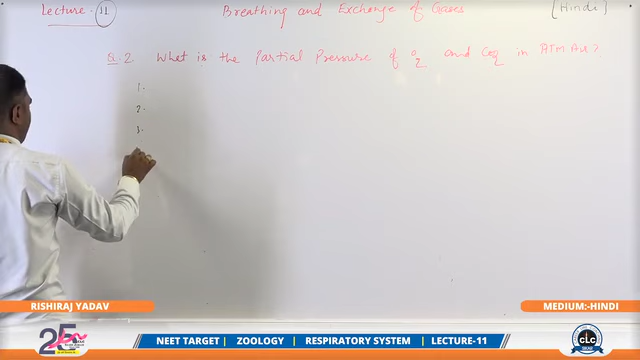 Lecture - 11 Breathing and Exchange of Gases [Hindi]
Q.2 What is the Partial Pressure of O2 and CO2 in ATM Air?
1.
2.
3.
RISHIRAJ YADAV MEDIUM:-HINDI
25
NEET TARGET | ZOOLOGY | RESPIRATORY SYSTEM | LECTURE-11
CLC